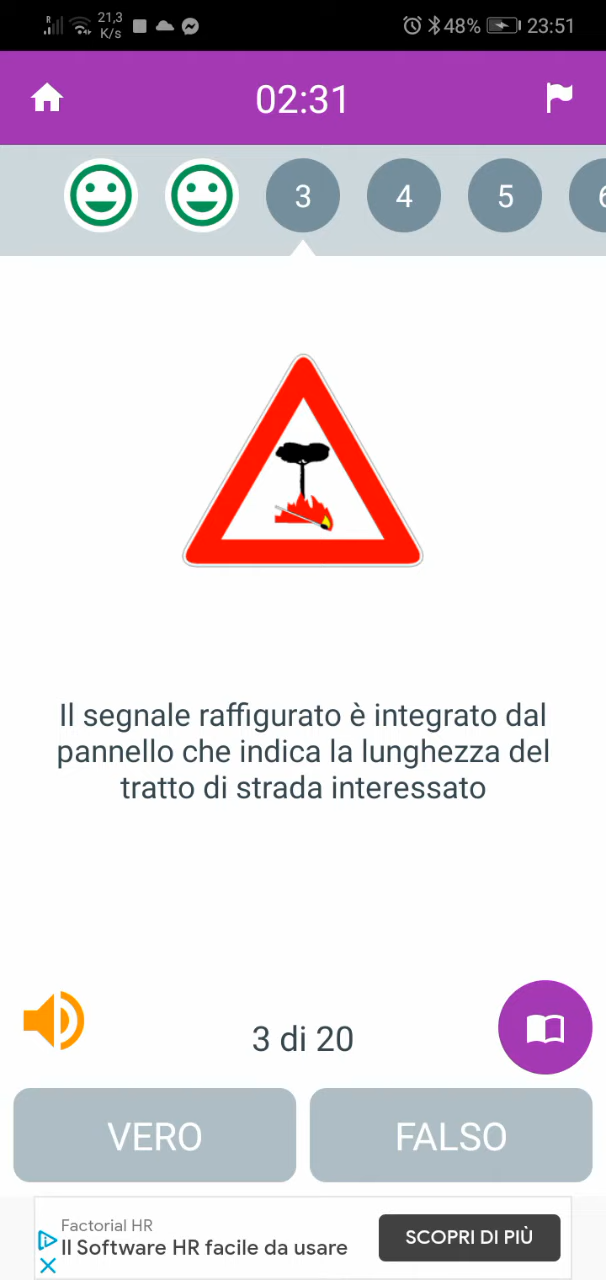 R
21,3
K/s
48%
23:51
02:31
3
4
5
6
Il segnale raffigurato è integrato dal
pannello che indica la lunghezza del
tratto di strada interessato
3 di 20
VERO
FALSO
Factorial HR
Il Software HR facile da usare
SCOPRI DI PIÙ